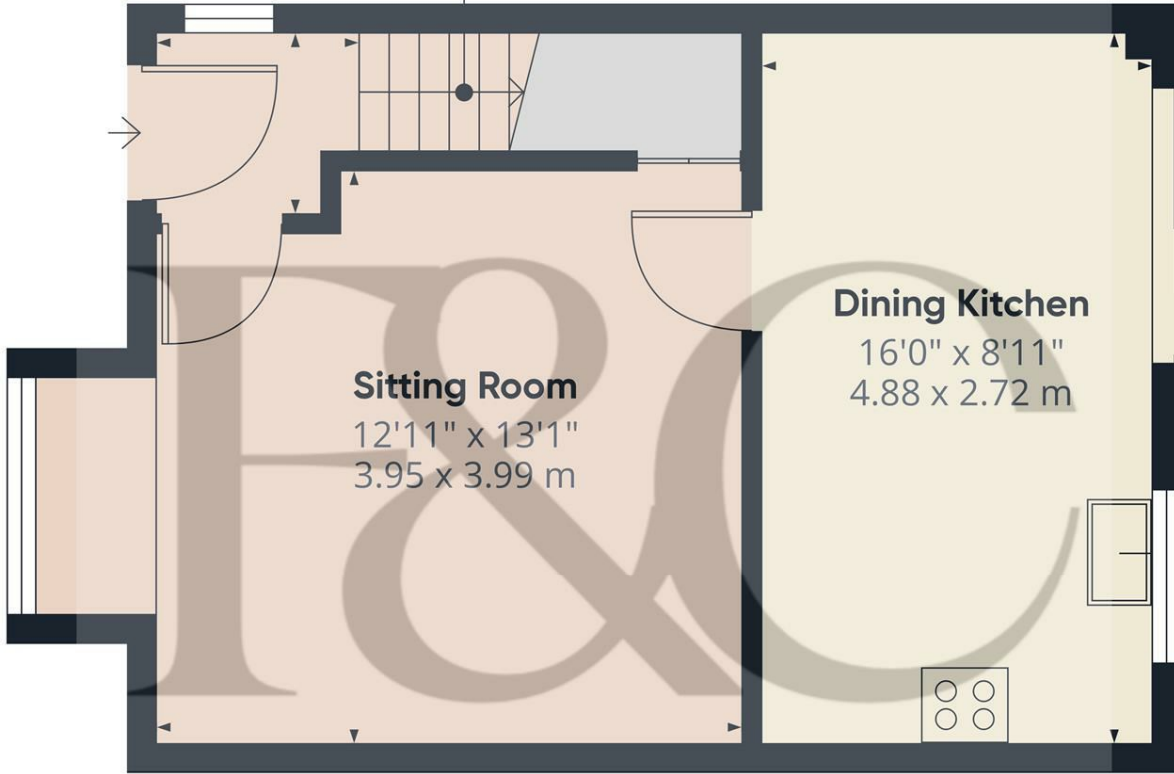 Sitting Room
12'11" x 13'1"
3.95 x 3.99 m
Dining Kitchen
16'0" x 8'11"
4.88 x 2.72 m
F&C